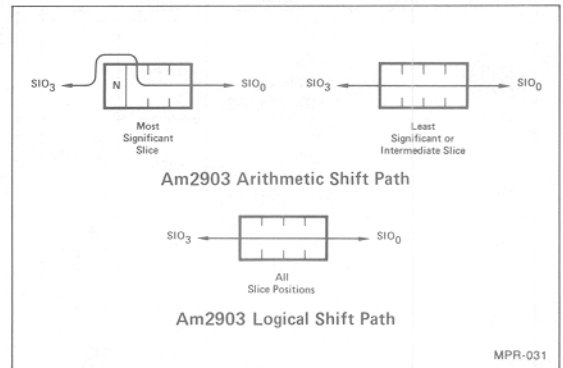 SIO₃ N SIO₀ SIO₃ SIO₀
Most
Significant
Slice
Least
Significant or
Intermediate Slice
Am2903 Arithmetic Shift Path
SIO₃ SIO₀
All
Slice Positions
Am2903 Logical Shift Path
MPR-031